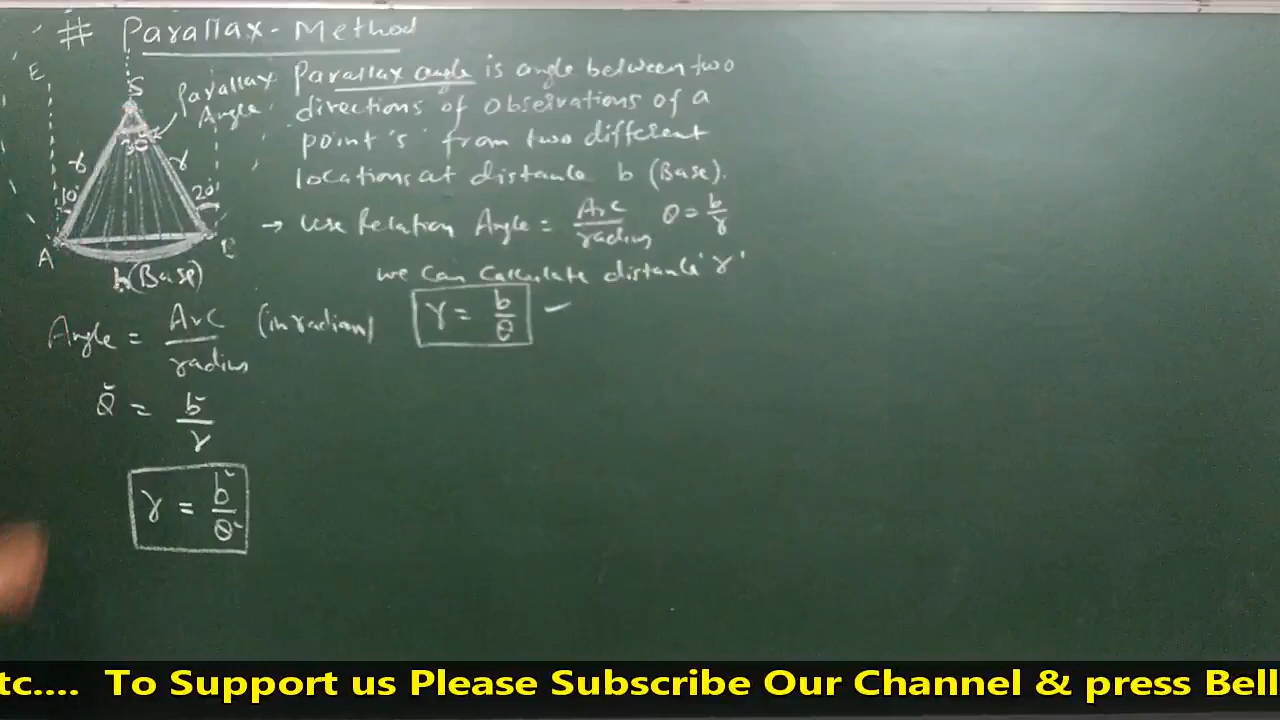 # Parallax - Method
E
S
Parallax
Angle
30
r
r
10°
20°
A
B
b (Base)
Parallax angle is angle between two
directions of observations of a
point 's' from two different
locations at distance b (Base).
→ Use Relation Angle = Arc / radius θ = b / r
we can calculate distance 'r'
r = b / θ
Angle = Arc / radius (in radian)
θ = b / r
r = b / θ
tc.... To Support us Please Subscribe Our Channel & press Bell